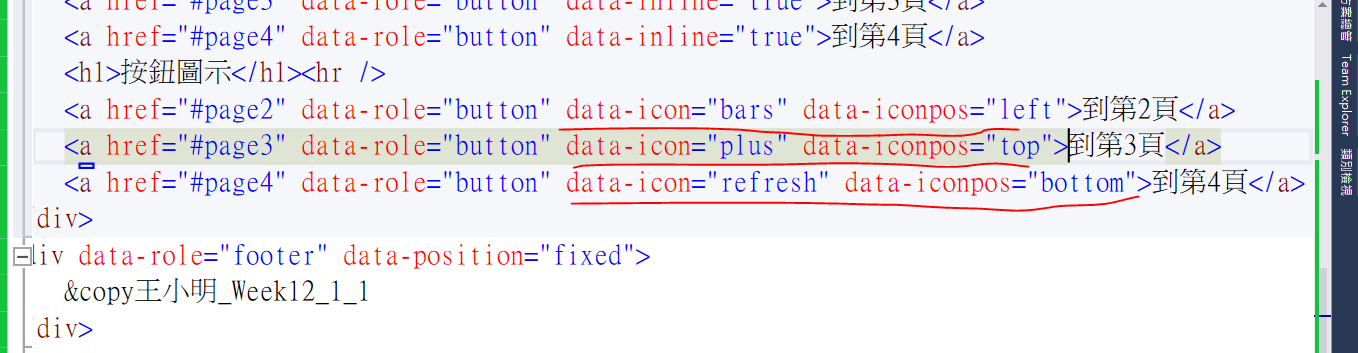 <a href="#page3" data-role="button" data-inline="true">到第3頁</a>
<a href="#page4" data-role="button" data-inline="true">到第4頁</a>
<h1>按鈕圖示</h1><hr />
<a href="#page2" data-role="button" data-icon="bars" data-iconpos="left">到第2頁</a>
<a href="#page3" data-role="button" data-icon="plus" data-iconpos="top">到第3頁</a>
<a href="#page4" data-role="button" data-icon="refresh" data-iconpos="bottom">到第4頁</a>
div>
div data-role="footer" data-position="fixed">
&copy王小明_Week12_1_1
div>
方案總管
Team Explorer
類別檢視